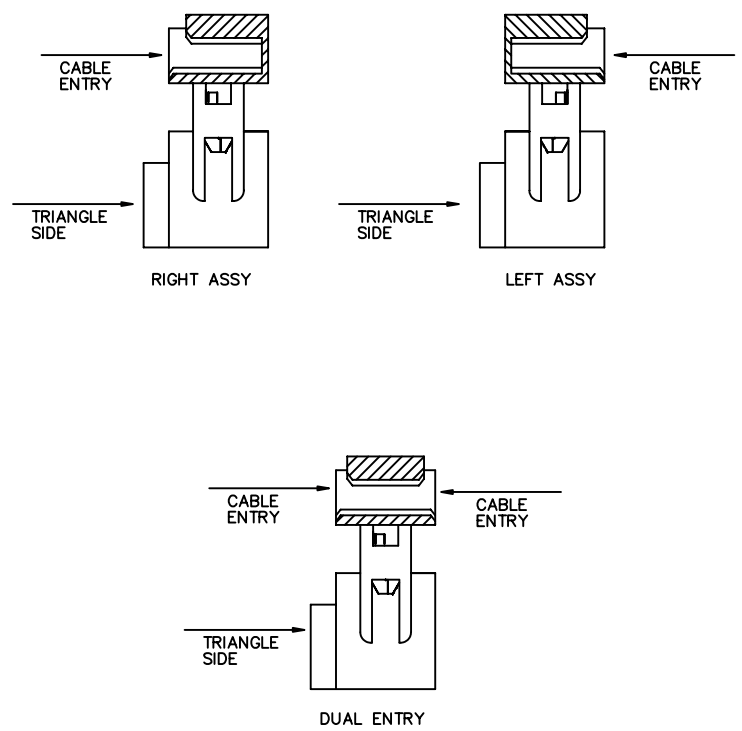 CABLE
ENTRY
CABLE
ENTRY
TRIANGLE
SIDE
TRIANGLE
SIDE
RIGHT ASSY
LEFT ASSY
CABLE
ENTRY
CABLE
ENTRY
TRIANGLE
SIDE
DUAL ENTRY